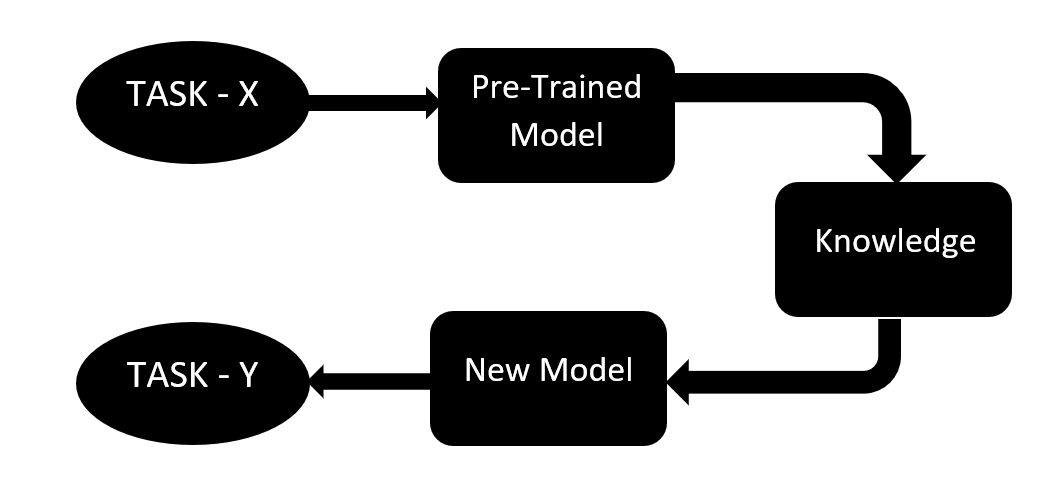 TASK - X
Pre-Trained
Model
Knowledge
New Model
TASK - Y